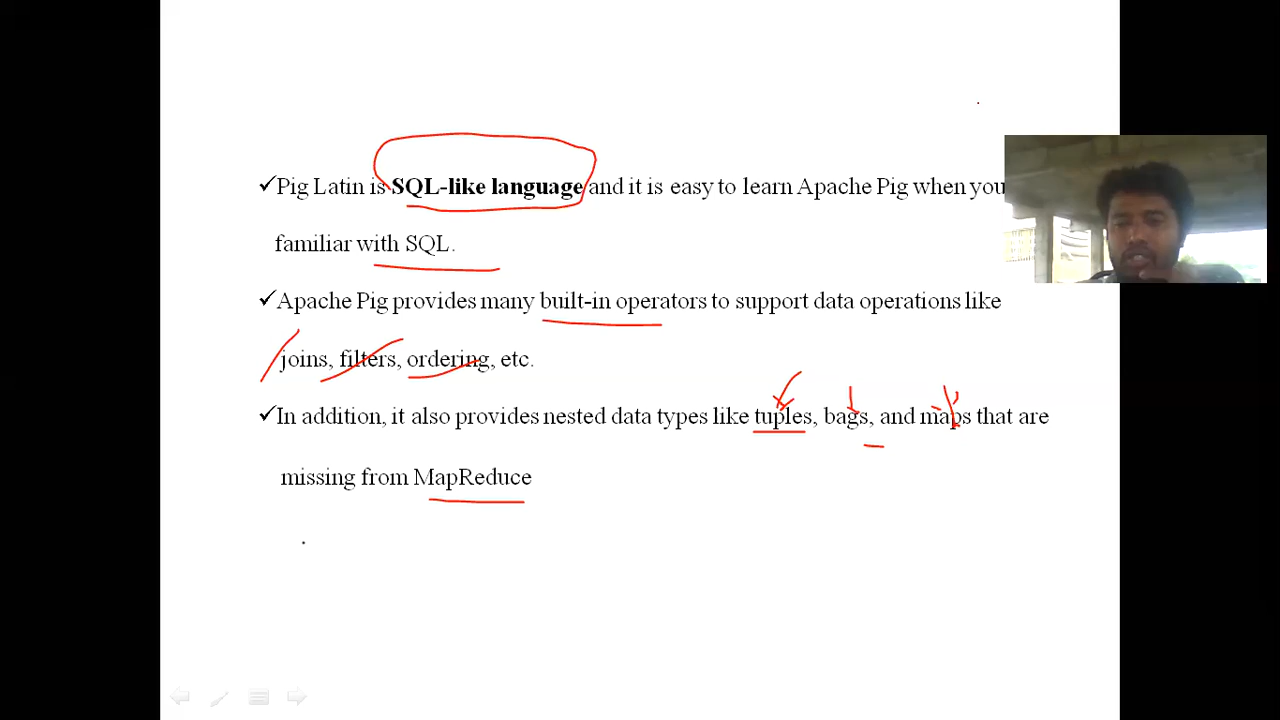 ✓Pig Latin is SQL-like language and it is easy to learn Apache Pig when you
familiar with SQL.
✓Apache Pig provides many built-in operators to support data operations like
joins, filters, ordering, etc.
✓In addition, it also provides nested data types like tuples, bags, and maps that are
missing from MapReduce